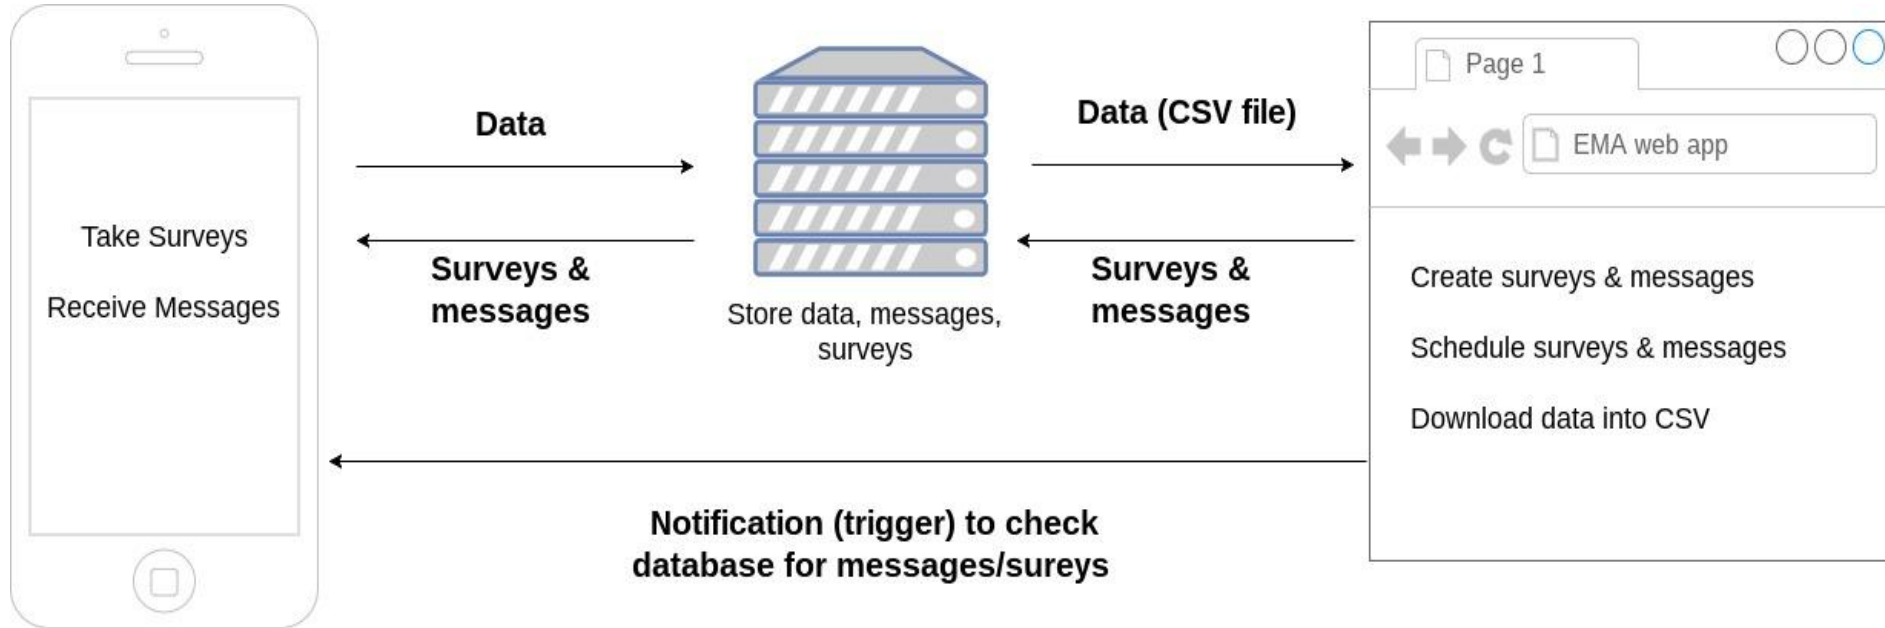 Take Surveys
Receive Messages
Data
Surveys &
messages
Store data, messages,
surveys
Data (CSV file)
Surveys &
messages
Page 1
EMA web app
Create surveys & messages
Schedule surveys & messages
Download data into CSV
Notification (trigger) to check
database for messages/sureys